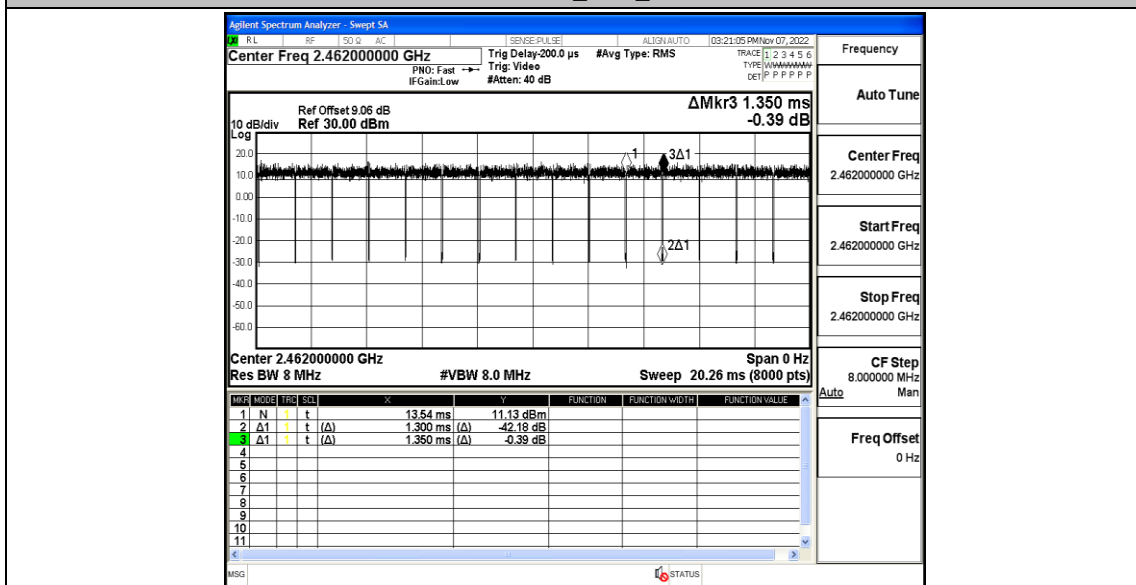 Agilent Spectrum Analyzer - Swept SA
RL RF 50 Ω AC SENSE:PULSE ALIGN AUTO 03:21:05 PM Nov 07, 2022
Center Freq 2.462000000 GHz
PNO: Fast
IFGain:Low
Trig Delay-200.0 µs
Trig: Video
#Atten: 40 dB
#Avg Type: RMS
TRACE 1 2 3 4 5 6
TYPE
DET P P P P P P
Frequency
Auto Tune
Center Freq
2.462000000 GHz
Start Freq
2.462000000 GHz
Stop Freq
2.462000000 GHz
CF Step
8.000000 MHz
Auto Man
Freq Offset
0 Hz
ΔMkr3 1.350 ms
-0.39 dB
Ref Offset 9.06 dB
10 dB/div Ref 30.00 dBm
Log
20.0
10.0
0.00
-10.0
-20.0
-30.0
-40.0
-50.0
-60.0
1 3Δ1
2Δ1
Center 2.462000000 GHz Span 0 Hz
Res BW 8 MHz #VBW 8.0 MHz Sweep 20.26 ms (8000 pts)
MKR MODE TRC SCL X Y FUNCTION FUNCTION WIDTH FUNCTION VALUE
1 N 1 t 13.54 ms 11.13 dBm
2 Δ1 1 t (Δ) 1.300 ms (Δ) -42.18 dB
3 Δ1 1 t (Δ) 1.350 ms (Δ) -0.39 dB
4
5
6
7
8
9
10
11
MSG STATUS